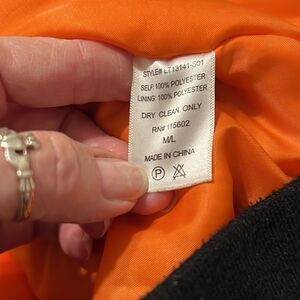 STYLE# LT13141-S01
SELF: 100% POLYESTER
LINING: 100% POLYESTER
DRY CLEAN ONLY
RN# 115602
M/L
MADE IN CHINA
P